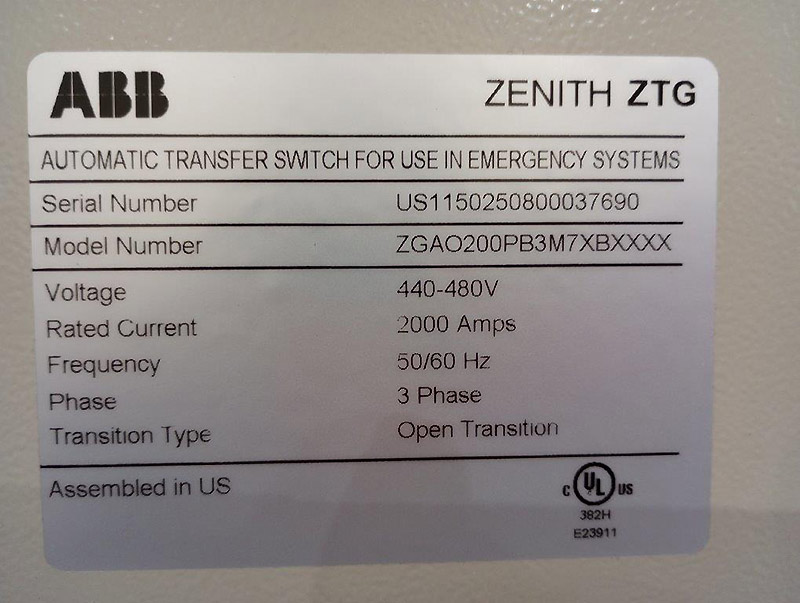 ABB
ZENITH ZTG
AUTOMATIC TRANSFER SWITCH FOR USE IN EMERGENCY SYSTEMS
Serial Number US1150250800037690
Model Number ZGAO200PB3M7XBXXXX
Voltage 440-480V
Rated Current 2000 Amps
Frequency 50/60 Hz
Phase 3 Phase
Transition Type Open Transition
Assembled in US
C UL US
382H
E23911